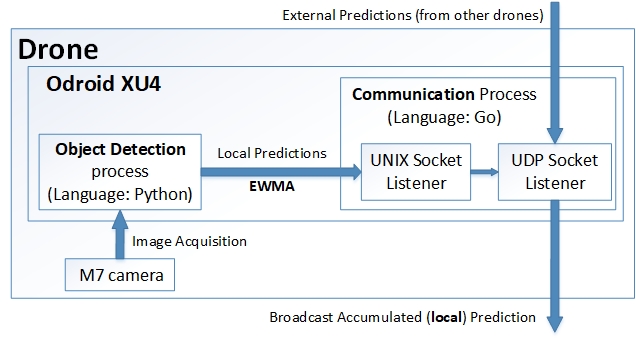 External Predictions (from other drones)
Drone
Odroid XU4
Communication Process
(Language: Go)
Object Detection
process
(Language: Python)
Local Predictions
EWMA
UNIX Socket
Listener
UDP Socket
Listener
Image Acquisition
M7 camera
Broadcast Accumulated (local) Prediction